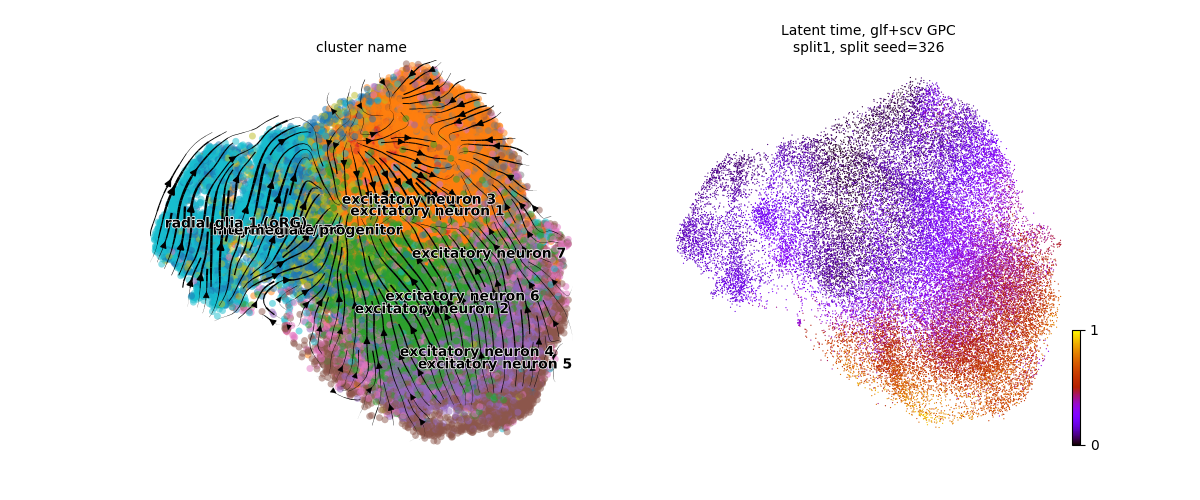 cluster name
Latent time, glf+scv GPC
split1, split seed=326
excitatory neuron 3
excitatory neuron 1
radial glia 1 (oRG)
intermediate/progenitor
excitatory neuron 7
excitatory neuron 6
excitatory neuron 2
excitatory neuron 4
excitatory neuron 5
1
0